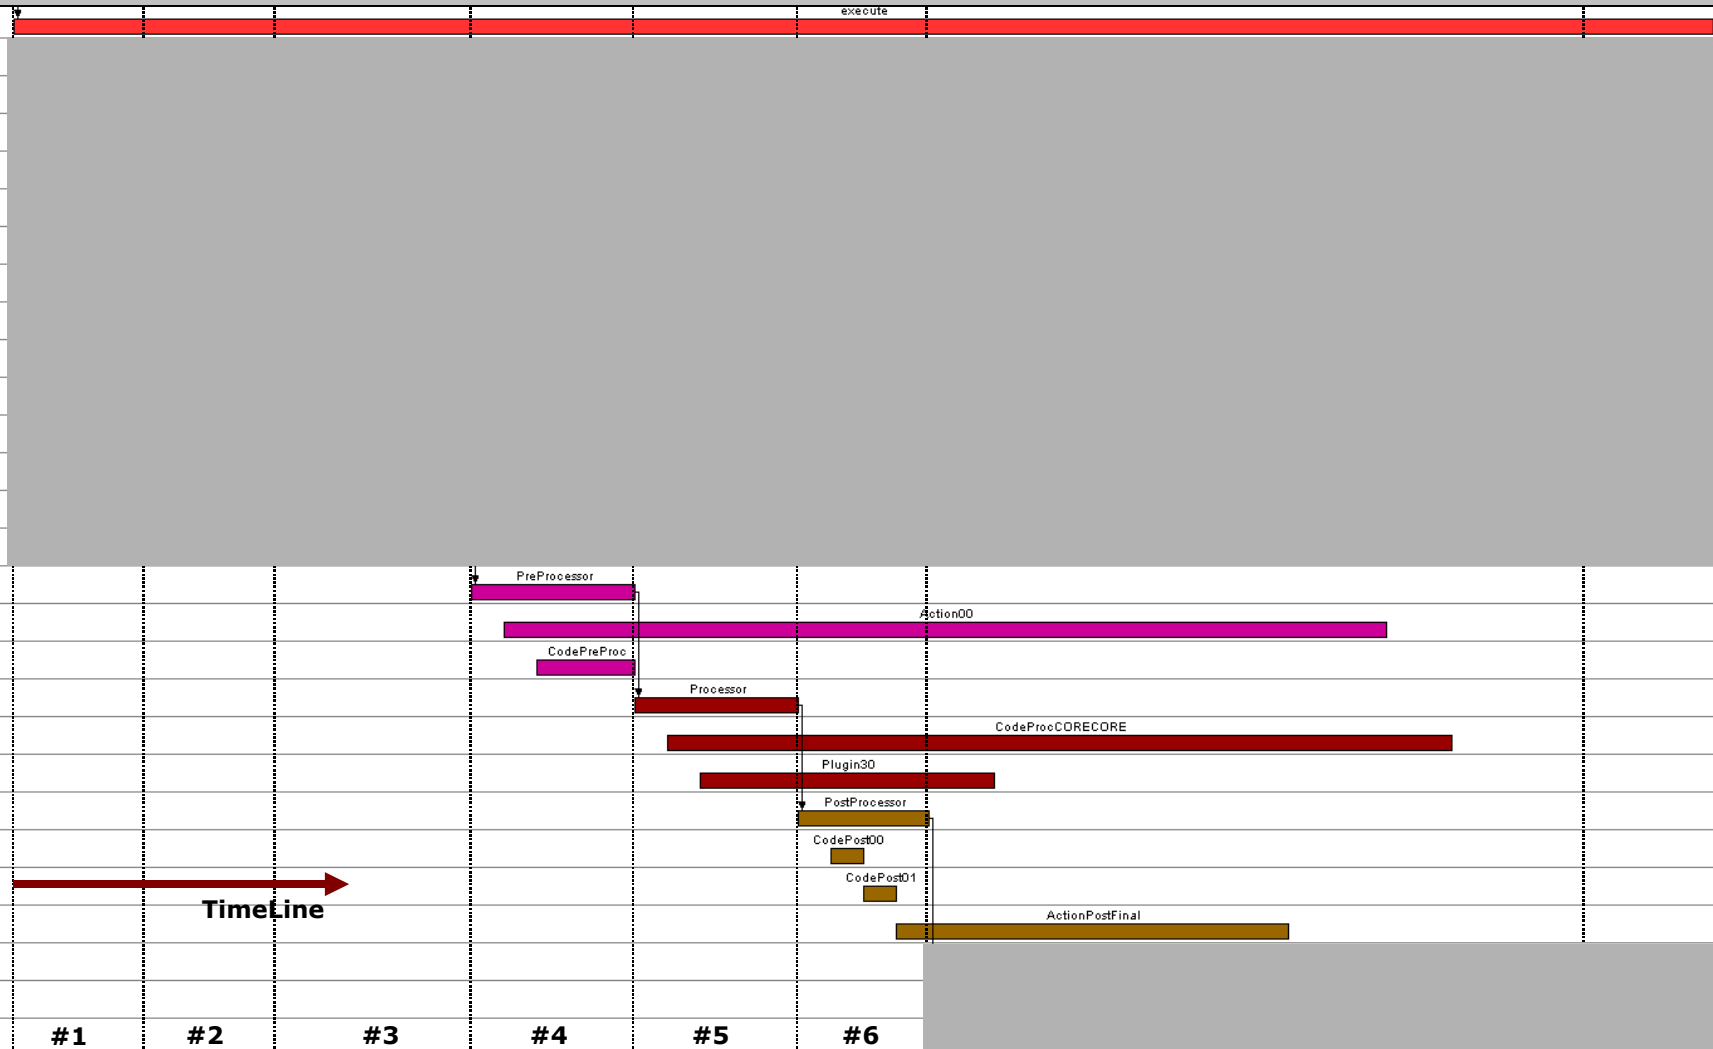 execute
PreProcessor
Action00
CodePreProc
Processor
CodeProcCORECORE
Plugin30
PostProcessor
CodePost00
CodePost01
TimeLine
ActionPostFinal
#1 #2 #3 #4 #5 #6